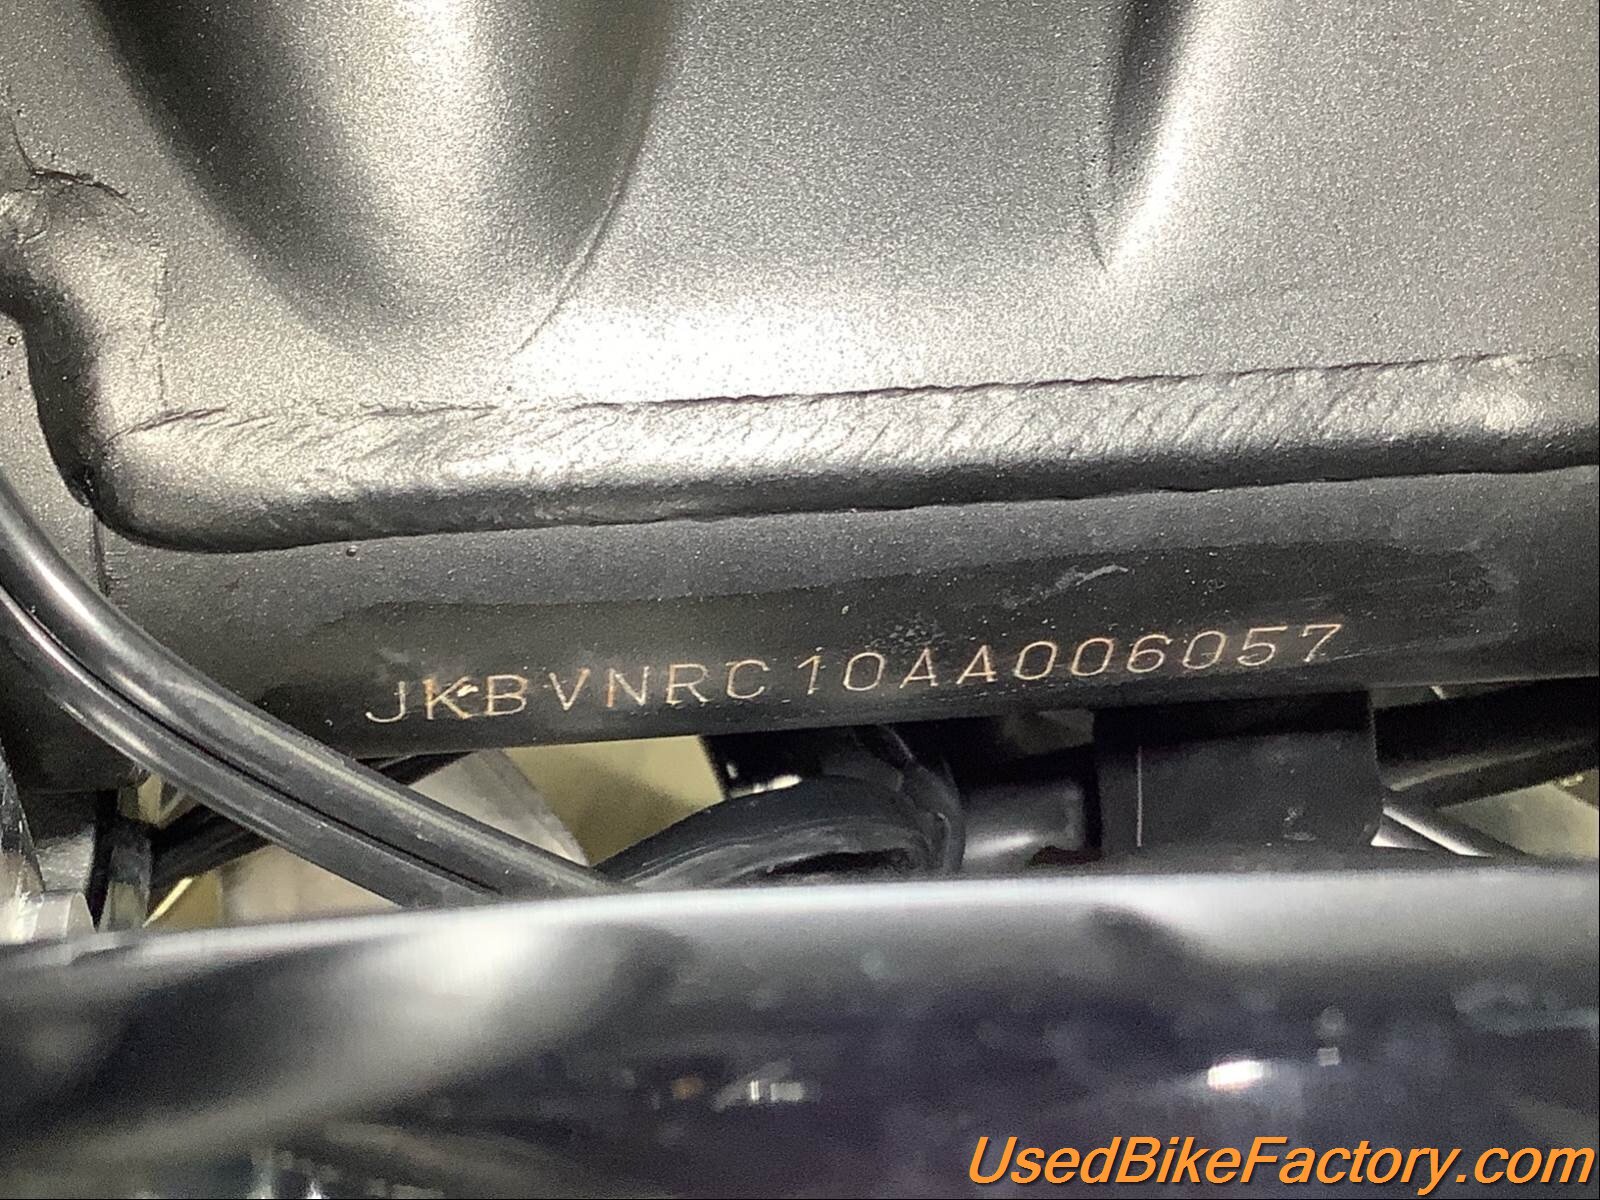 JKBVNRC10AA006057
UsedBikeFactory.com